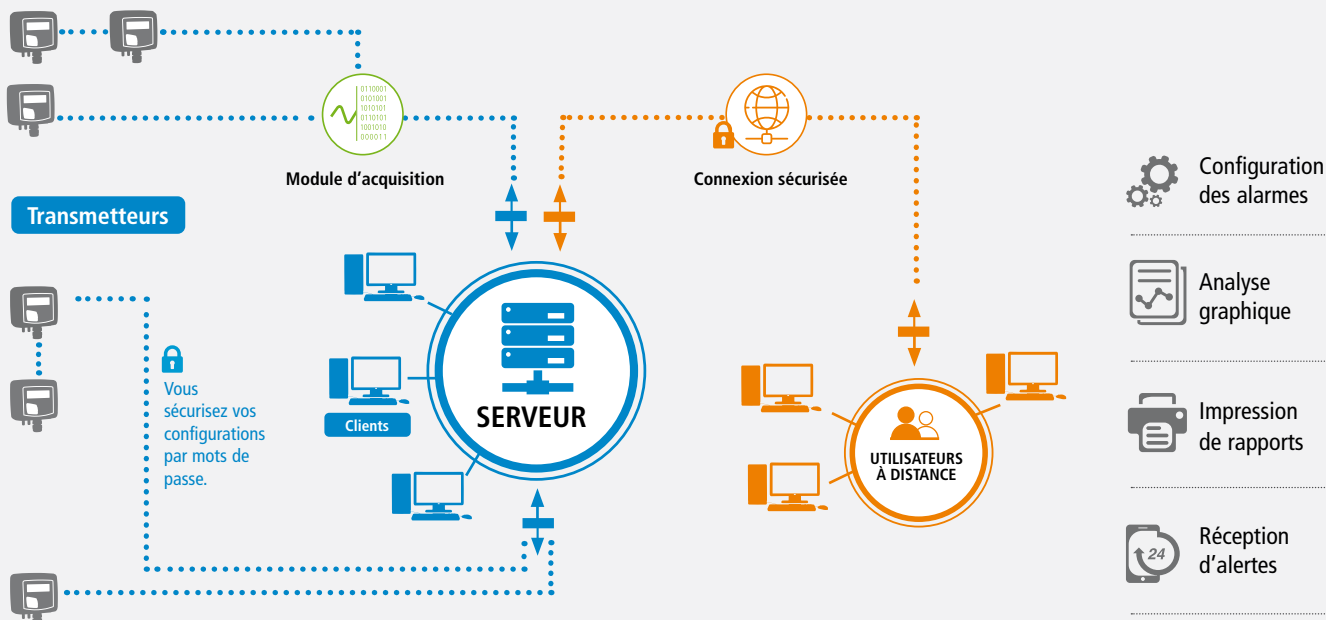 0110001
0101001
1010101
0110101
1001010
000011
Module d'acquisition
Connexion sécurisée
Transmetteurs
Vous
sécurisez vos
configurations
par mots de
passe.
Clients
SERVEUR
UTILISATEURS
À DISTANCE
Configuration
des alarmes
Analyse
graphique
Impression
de rapports
24
Réception
d'alertes